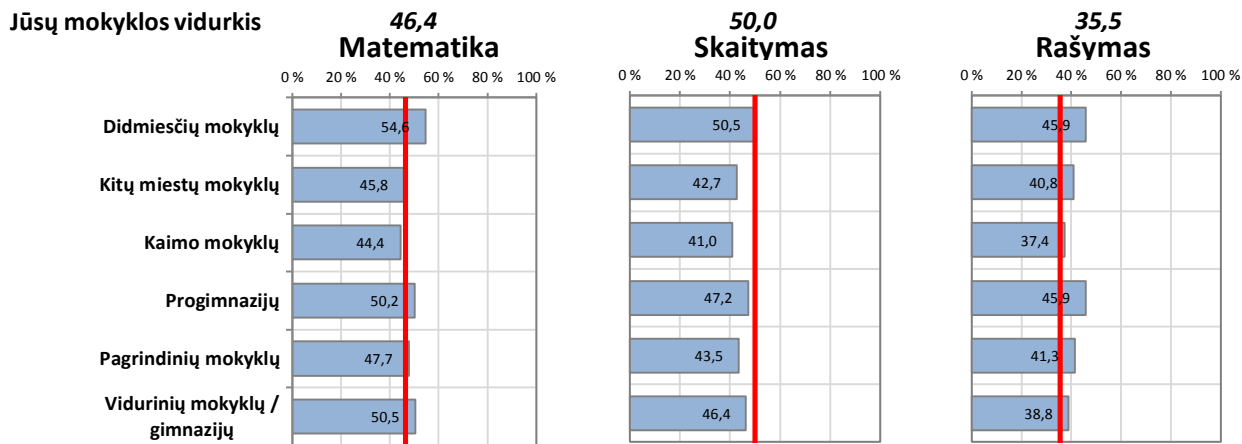 Jūsų mokyklos vidurkis 46,4 50,0 35,5
Matematika Skaitymas Rašymas
0 % 20 % 40 % 60 % 80 % 100 % 0 % 20 % 40 % 60 % 80 % 100 % 0 % 20 % 40 % 60 % 80 % 100 %
Didmiesčių mokyklų 54,6 50,5 45,9
Kitų miestų mokyklų 45,8 42,7 40,8
Kaimo mokyklų 44,4 41,0 37,4
Progimnazijų 50,2 47,2 45,9
Pagrindinių mokyklų 47,7 43,5 41,3
Vidurinių mokyklų /
gimnazijų 50,5 46,4 38,8